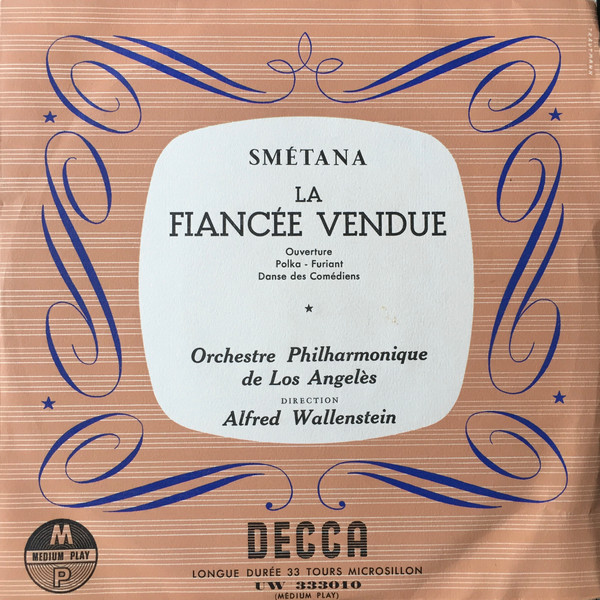 SMÉTANA
LA
FIANCÉE VENDUE
Ouverture
Polka - Furiant
Danse des Comédiens
Orchestre Philharmonique
de Los Angelès
DIRECTION
Alfred Wallenstein
M
MEDIUM PLAY
P
DECCA
LONGUE DURÉE 33 TOURS MICROSILLON
UW 333010
(MEDIUM PLAY)